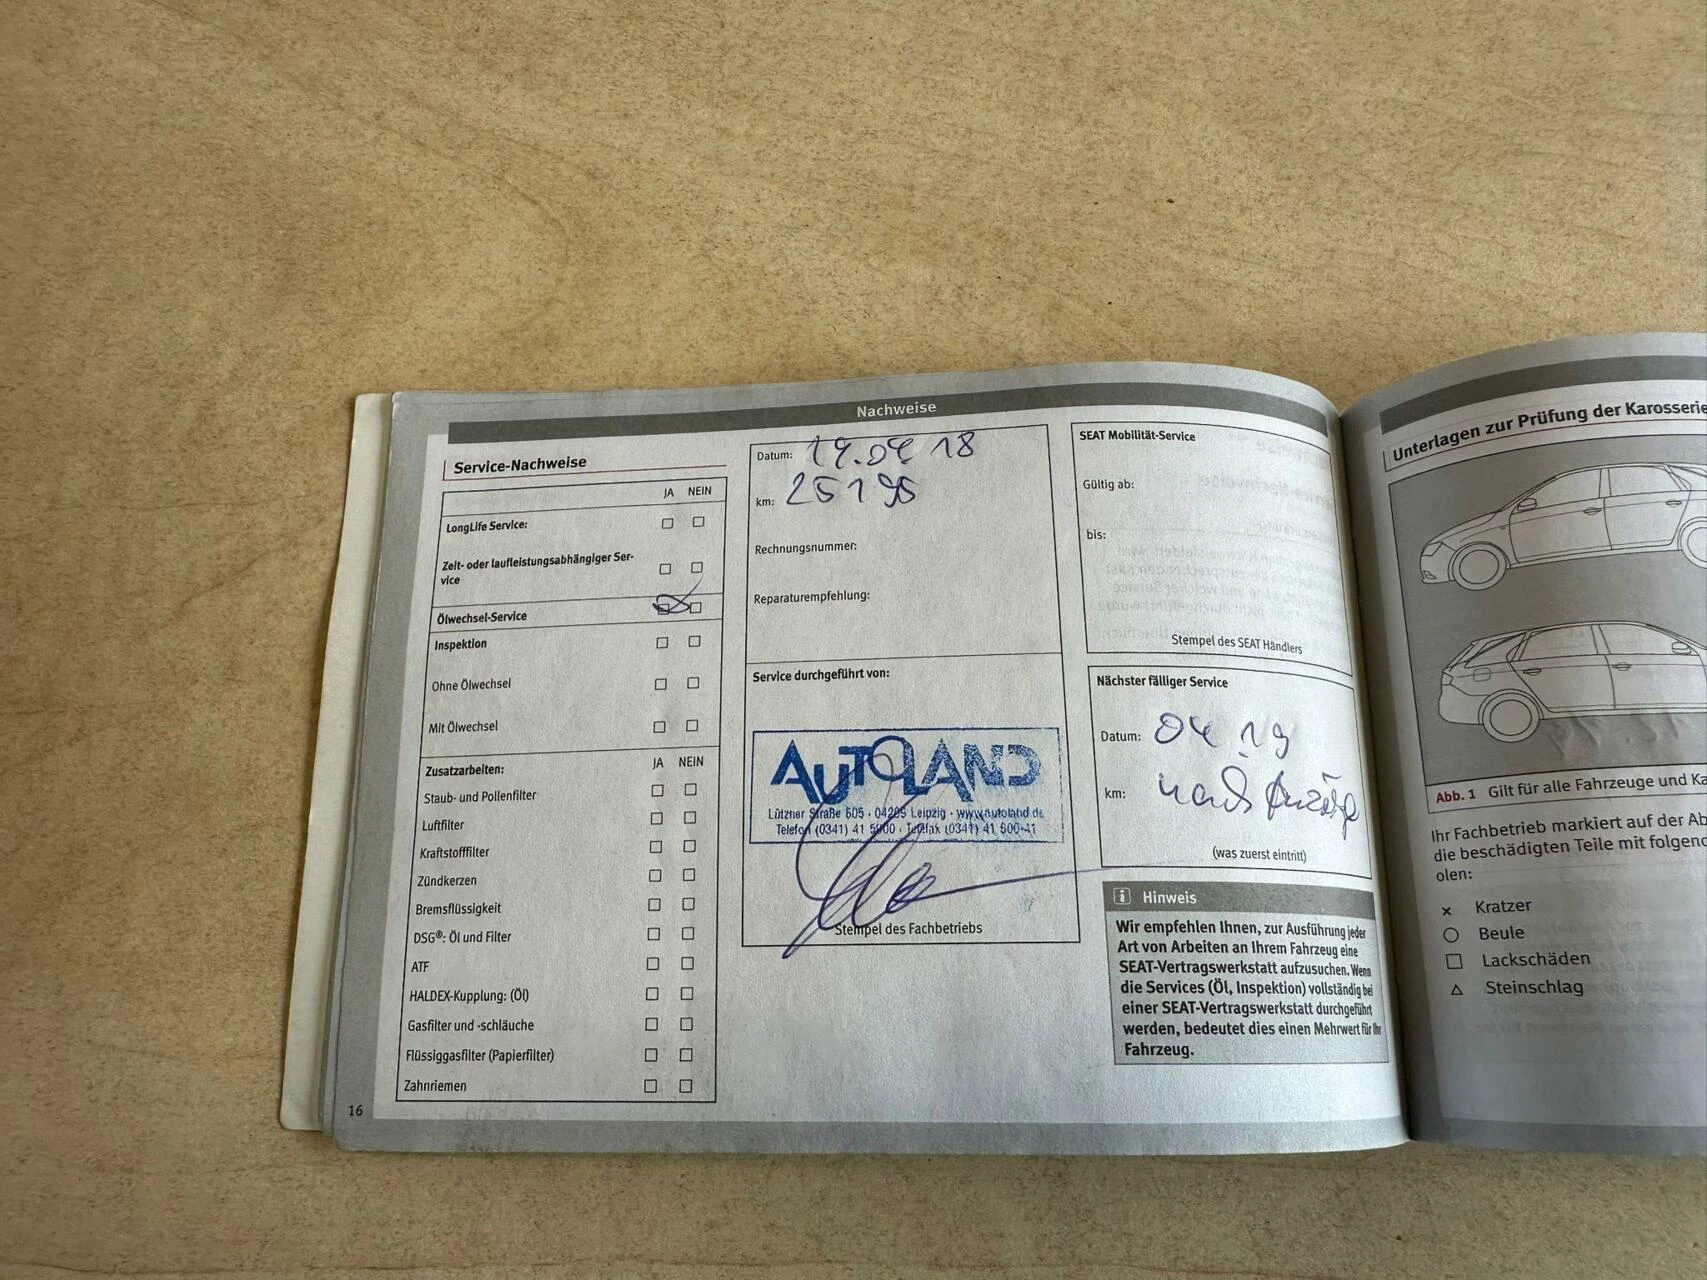 Nachweise
Service-Nachweise
JA NEIN
LongLife Service:
Zeit- oder laufleistungsabhängiger Ser-
vice
Ölwechsel-Service
Inspektion
Ohne Ölwechsel
Mit Ölwechsel
Zusatzarbeiten: JA NEIN
Staub- und Pollenfilter
Luftfilter
Kraftstofffilter
Zündkerzen
Bremsflüssigkeit
DSG®: Öl und Filter
ATF
HALDEX-Kupplung: (Öl)
Gasfilter und -schläuche
Flüssiggasfilter (Papierfilter)
Zahnriemen
16
Datum: 19.04.18
km: 25195
Rechnungsnummer:
Reparaturempfehlung:
Service durchgeführt von:
AUTOLAND
Lützner Straße 505 · 04205 Leipzig · www.autoland.de
Telefon (0341) 41 5000 · Telefax (0341) 41 500-41
Stempel des Fachbetriebs
SEAT Mobilität-Service
Gültig ab:
bis:
Stempel des SEAT Händlers
Nächster fälliger Service
Datum: 04 19
km: nach Anzeige
(was zuerst eintritt)
i Hinweis
Wir empfehlen Ihnen, zur Ausführung jeder
Art von Arbeiten an Ihrem Fahrzeug eine
SEAT-Vertragswerkstatt aufzusuchen. Wenn
die Services (Öl, Inspektion) vollständig bei
einer SEAT-Vertragswerkstatt durchgeführt
werden, bedeutet dies einen Mehrwert für Ihr
Fahrzeug.
Unterlagen zur Prüfung der Karosserie
Abb. 1 Gilt für alle Fahrzeuge und Ka
Ihr Fachbetrieb markiert auf der Ab
die beschädigten Teile mit folgend
olen:
Kratzer
Beule
Lackschäden
Steinschlag